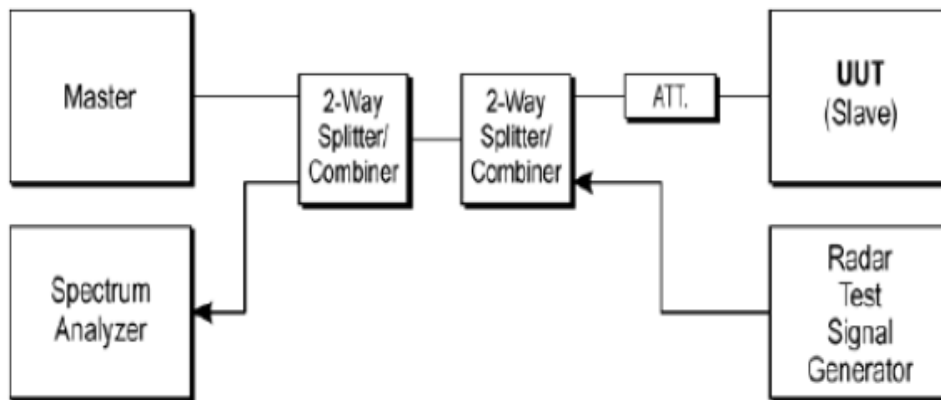 Master
2-Way
Splitter/
Combiner
2-Way
Splitter/
Combiner
ATT.
UUT
(Slave)
Spectrum
Analyzer
Radar
Test
Signal
Generator